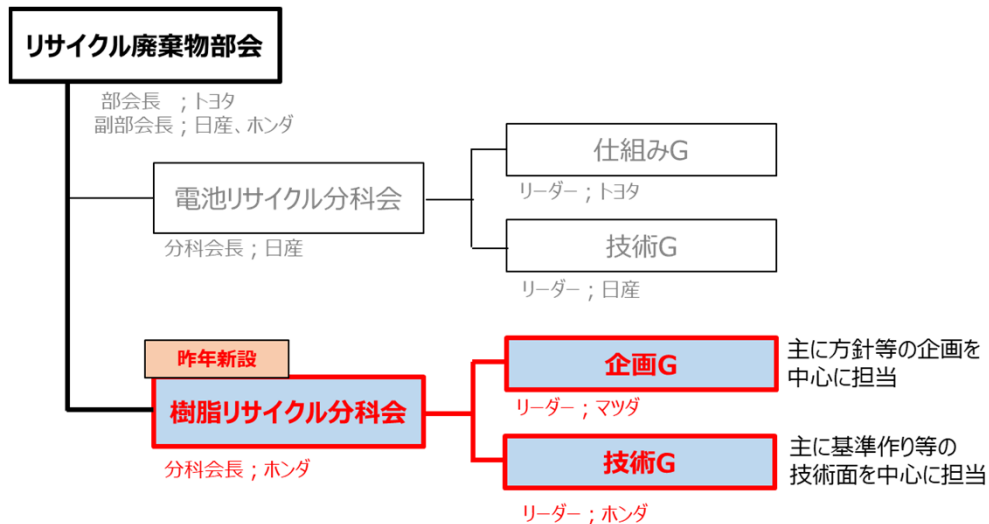 リサイクル廃棄物部会
部会長 ；トヨタ
副部会長；日産、ホンダ
電池リサイクル分科会
分科会長；日産
仕組みG
リーダー；トヨタ
技術G
リーダー；日産
昨年新設
樹脂リサイクル分科会
分科会長；ホンダ
企画G
リーダー；マツダ
主に方針等の企画を
中心に担当
技術G
リーダー；ホンダ
主に基準作り等の
技術面を中心に担当